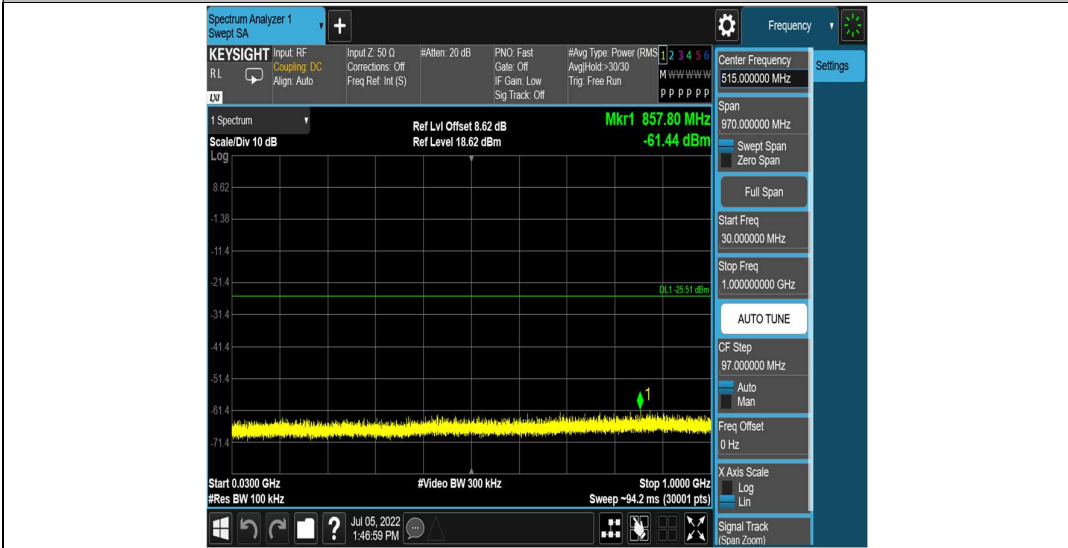 Spectrum Analyzer 1
Swept SA
Frequency
KEYSIGHT
RL
LXI
Input: RF
Coupling: DC
Align: Auto
Input Z: 50 Ω
Corrections: Off
Freq Ref: Int (S)
#Atten: 20 dB
PNO: Fast
Gate: Off
IF Gain: Low
Sig Track: Off
#Avg Type: Power (RMS
Avg|Hold:>30/30
Trig: Free Run
1 2 3 4 5 6
M W W W W W
P P P P P P
1 Spectrum
Scale/Div 10 dB
Log
Ref Lvl Offset 8.62 dB
Ref Level 18.62 dBm
Mkr1 857.80 MHz
-61.44 dBm
8.62
-1.38
-11.4
-21.4
DL1 -25.51 dBm
-31.4
-41.4
-51.4
1
-61.4
-71.4
Start 0.0300 GHz
#Res BW 100 kHz
#Video BW 300 kHz
Stop 1.0000 GHz
Sweep ~94.2 ms (30001 pts)
Jul 05, 2022
1:46:59 PM
Center Frequency
515.000000 MHz
Settings
Span
970.000000 MHz
Swept Span
Zero Span
Full Span
Start Freq
30.000000 MHz
Stop Freq
1.000000000 GHz
AUTO TUNE
CF Step
97.000000 MHz
Auto
Man
Freq Offset
0 Hz
X Axis Scale
Log
Lin
Signal Track
(Span Zoom)